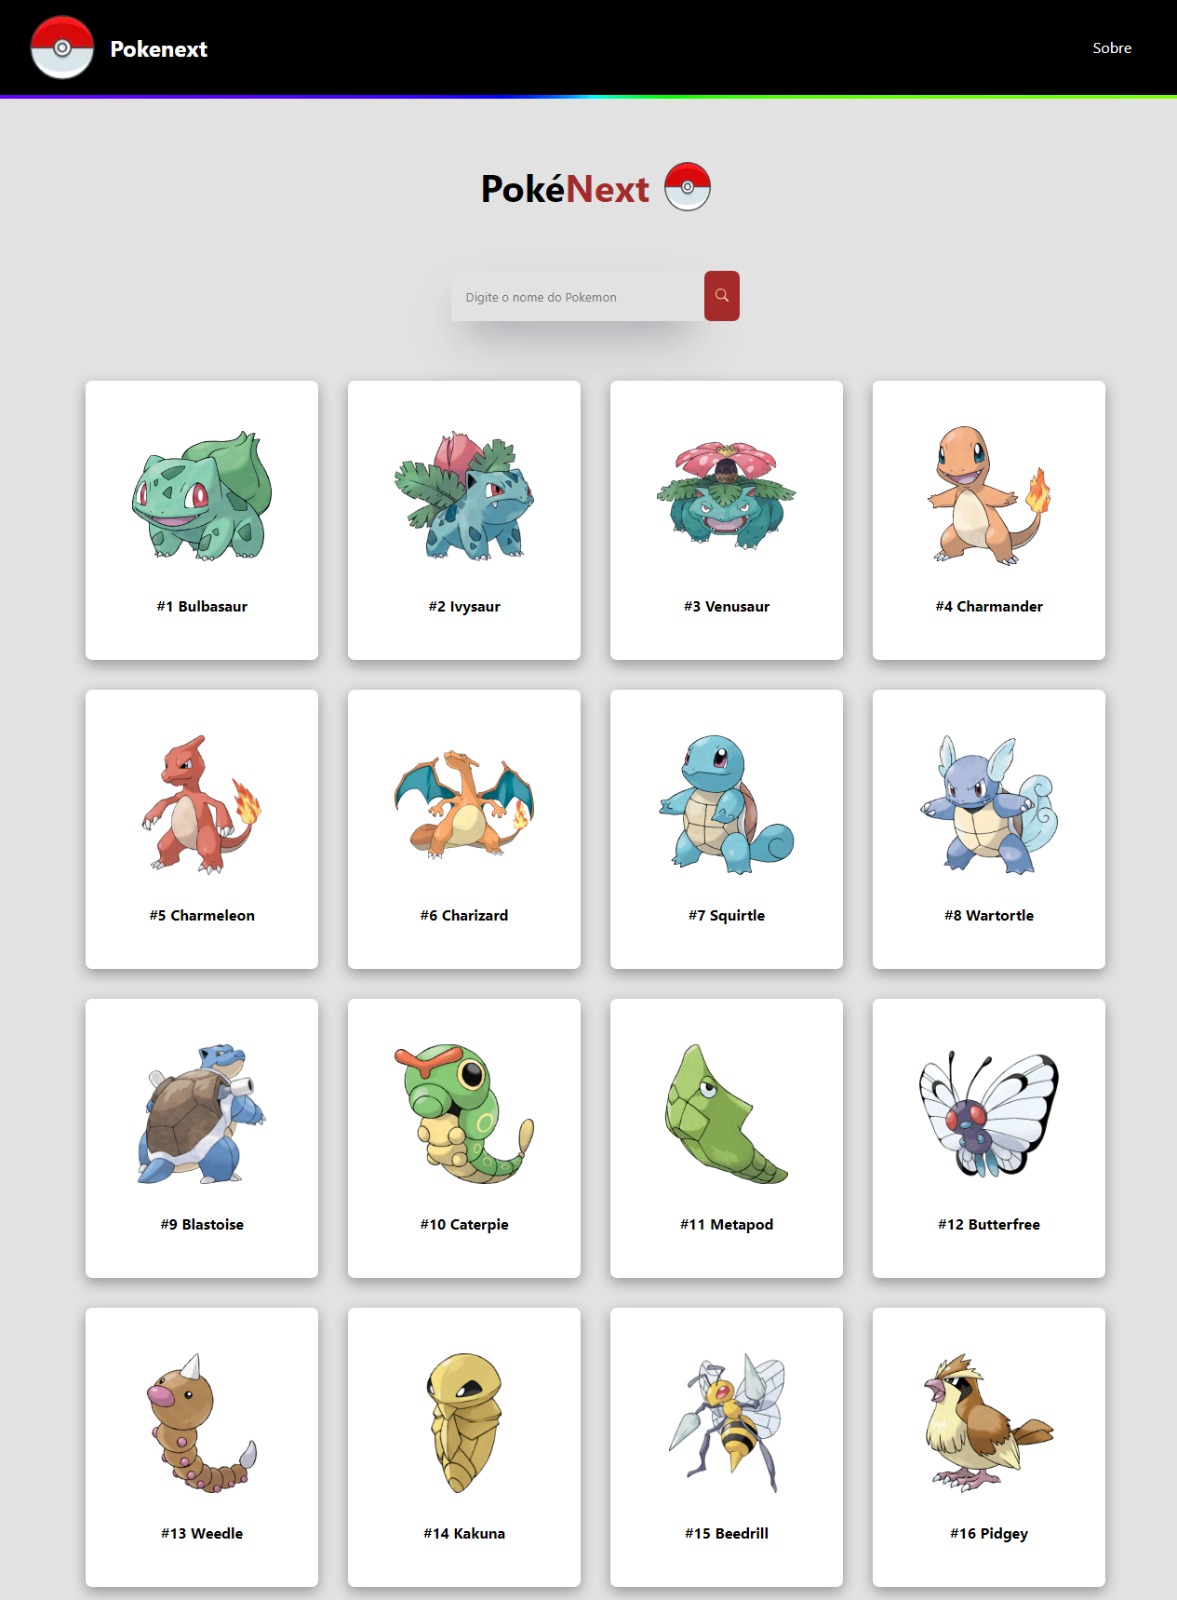 Pokenext
Sobre
PokéNext
Digite o nome do Pokemon
#1 Bulbasaur
#2 Ivysaur
#3 Venusaur
#4 Charmander
#5 Charmeleon
#6 Charizard
#7 Squirtle
#8 Wartortle
#9 Blastoise
#10 Caterpie
#11 Metapod
#12 Butterfree
#13 Weedle
#14 Kakuna
#15 Beedrill
#16 Pidgey